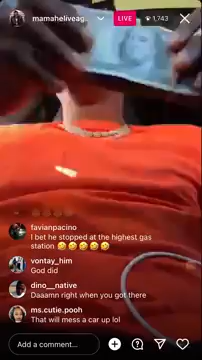 mamaheliveag...
LIVE
1,743
favianpacino
I bet he stopped at the highest gas
station 🤣🤣🤣🤣🤣
vontay_him
God did
dino__native
Daaamn right when you got there
ms.cutie.pooh
That will mess a car up lol
Add a comment...